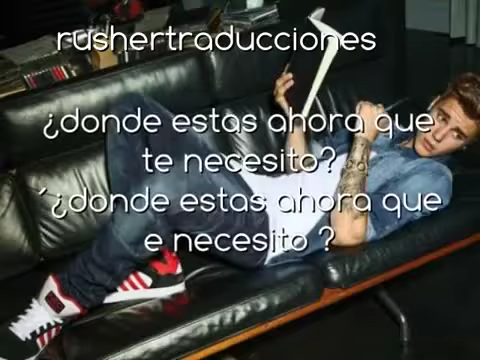 rushertraducciones
¿donde estas ahora que
te necesito?
´¿donde estas ahora que
e necesito ?